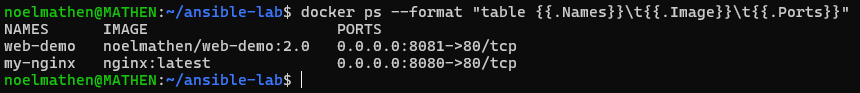 noelmathen@MATHEN:~/ansible-lab$ docker ps --format "table {{.Names}}\t{{.Image}}\t{{.Ports}}"
NAMES      IMAGE                    PORTS
web-demo   noelmathen/web-demo:2.0   0.0.0.0:8081->80/tcp
my-nginx   nginx:latest             0.0.0.0:8080->80/tcp
noelmathen@MATHEN:~/ansible-lab$